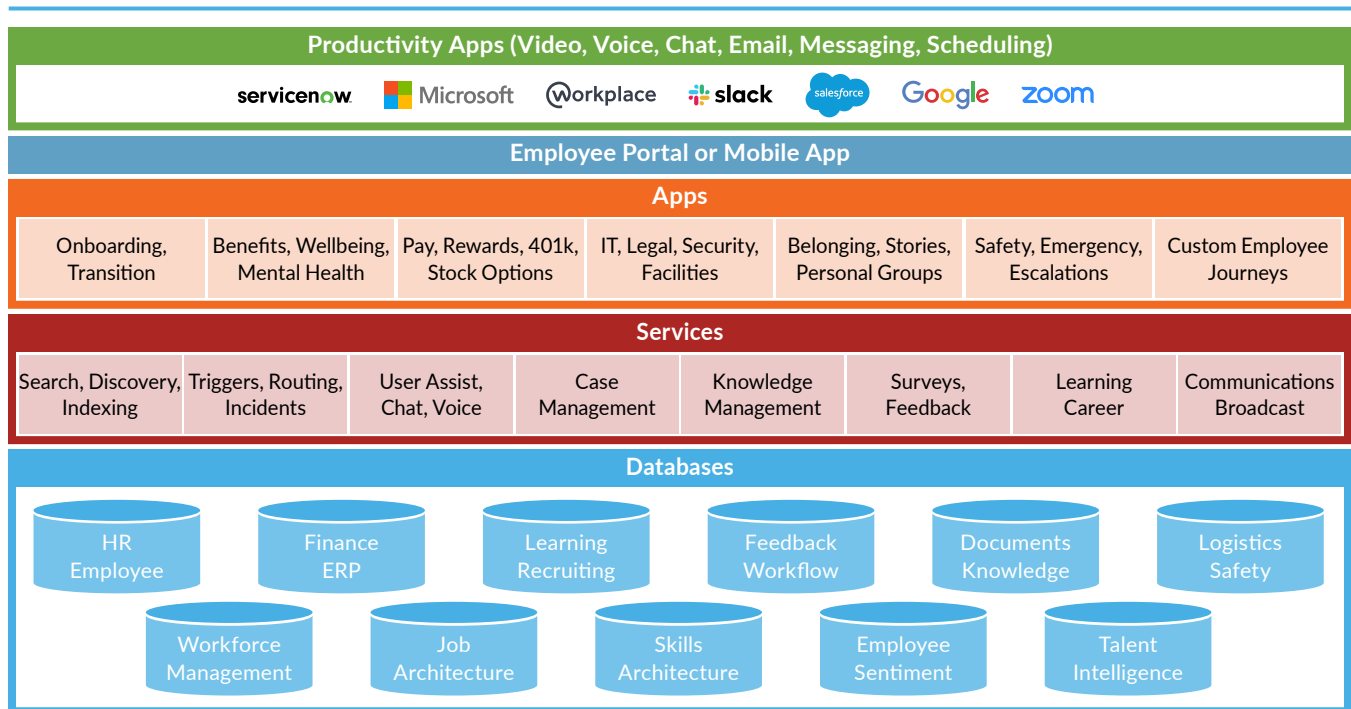 Productivity Apps (Video, Voice, Chat, Email, Messaging, Scheduling)
servicenow Microsoft Workplace slack salesforce Google zoom
Employee Portal or Mobile App
Apps
Onboarding,
Transition
Benefits, Wellbeing,
Mental Health
Pay, Rewards, 401k,
Stock Options
IT, Legal, Security,
Facilities
Belonging, Stories,
Personal Groups
Safety, Emergency,
Escalations
Custom Employee
Journeys
Services
Search, Discovery,
Indexing
Triggers, Routing,
Incidents
User Assist,
Chat, Voice
Case
Management
Knowledge
Management
Surveys,
Feedback
Learning
Career
Communications
Broadcast
Databases
HR
Employee
Finance
ERP
Learning
Recruiting
Feedback
Workflow
Documents
Knowledge
Logistics
Safety
Workforce
Management
Job
Architecture
Skills
Architecture
Employee
Sentiment
Talent
Intelligence